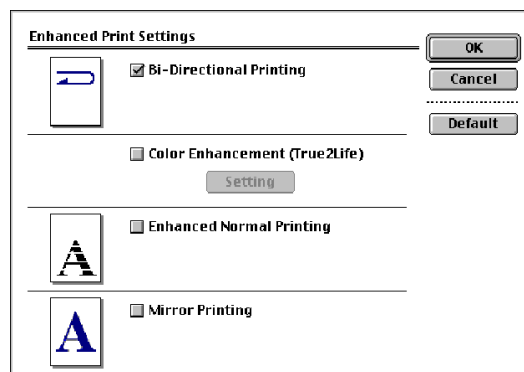 Enhanced Print Settings
OK
Bi-Directional Printing
Cancel
Default
Color Enhancement (True2Life)
Setting
Enhanced Normal Printing
A
Mirror Printing
A